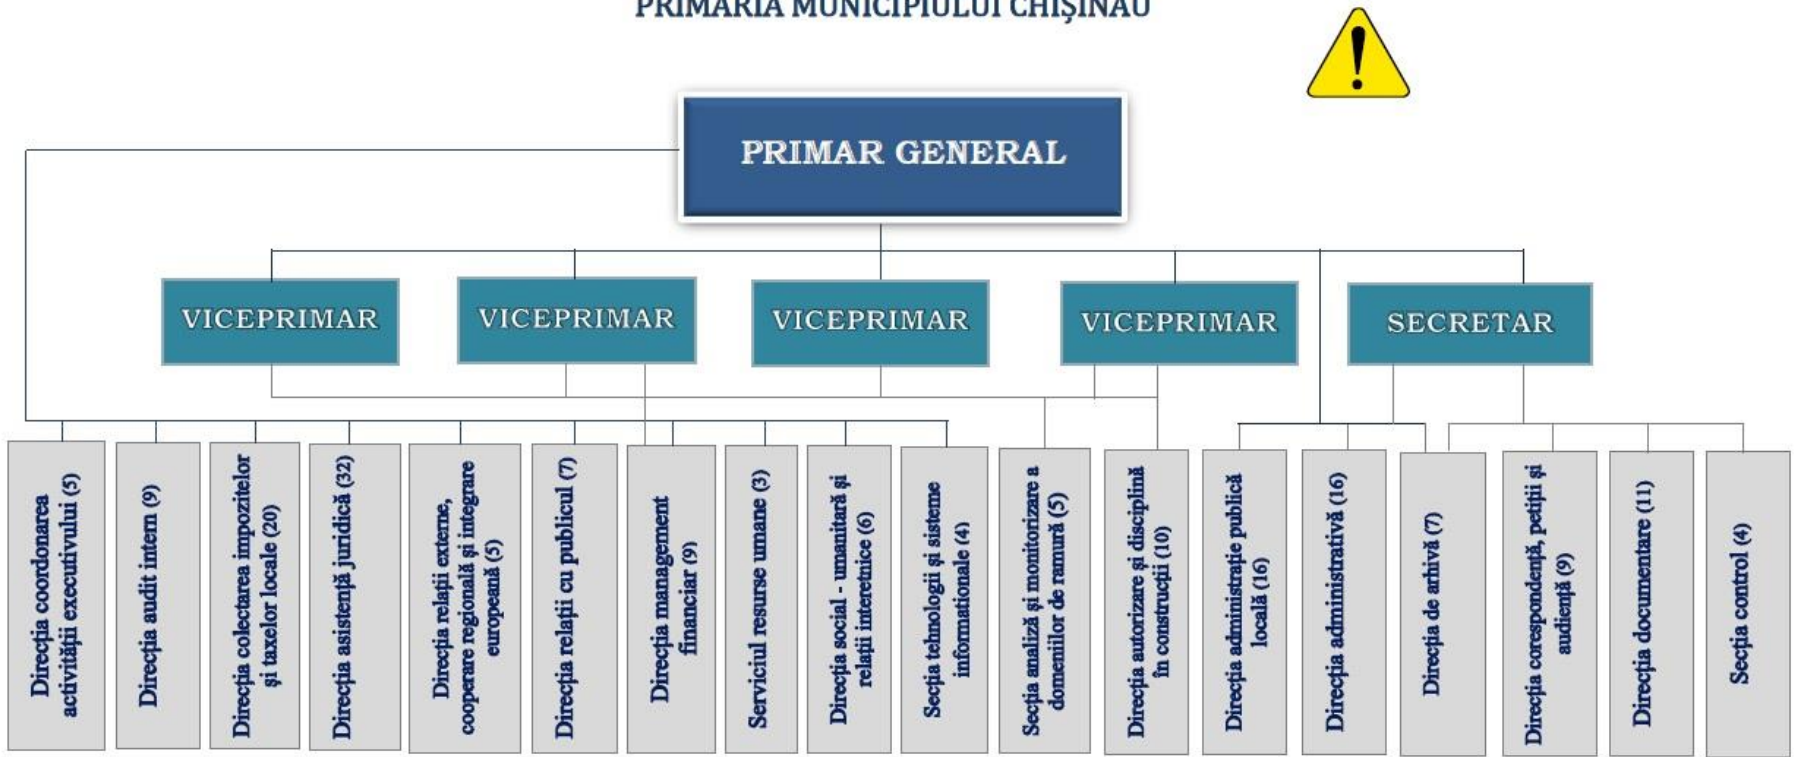 PRIMĂRIA MUNICIPIULUI CHIȘINĂU
PRIMAR GENERAL
VICEPRIMAR
VICEPRIMAR
VICEPRIMAR
VICEPRIMAR
SECRETAR
Direcția coordonarea
activității executivului (5)
Direcția audit intern (9)
Direcția colectarea impozitelor
și taxelor locale (20)
Direcția asistență juridică (32)
Direcția relații externe,
cooperare regională și integrare
europeană (5)
Direcția relații cu publicul (7)
Direcția management
financiar (9)
Serviciul resurse umane (3)
Direcția social - umanitară și
relații interetnice (6)
Secția tehnologii și sisteme
informationale (4)
Secția analiză și monitorizare a
domeniilor de ramură (5)
Direcția autorizare și disciplină
în construcții (10)
Direcția administrație publică
locală (16)
Direcția administrativă (16)
Direcția de arhivă (7)
Direcția corespondență, petiții și
audiență (9)
Direcția documentare (11)
Secția control (4)